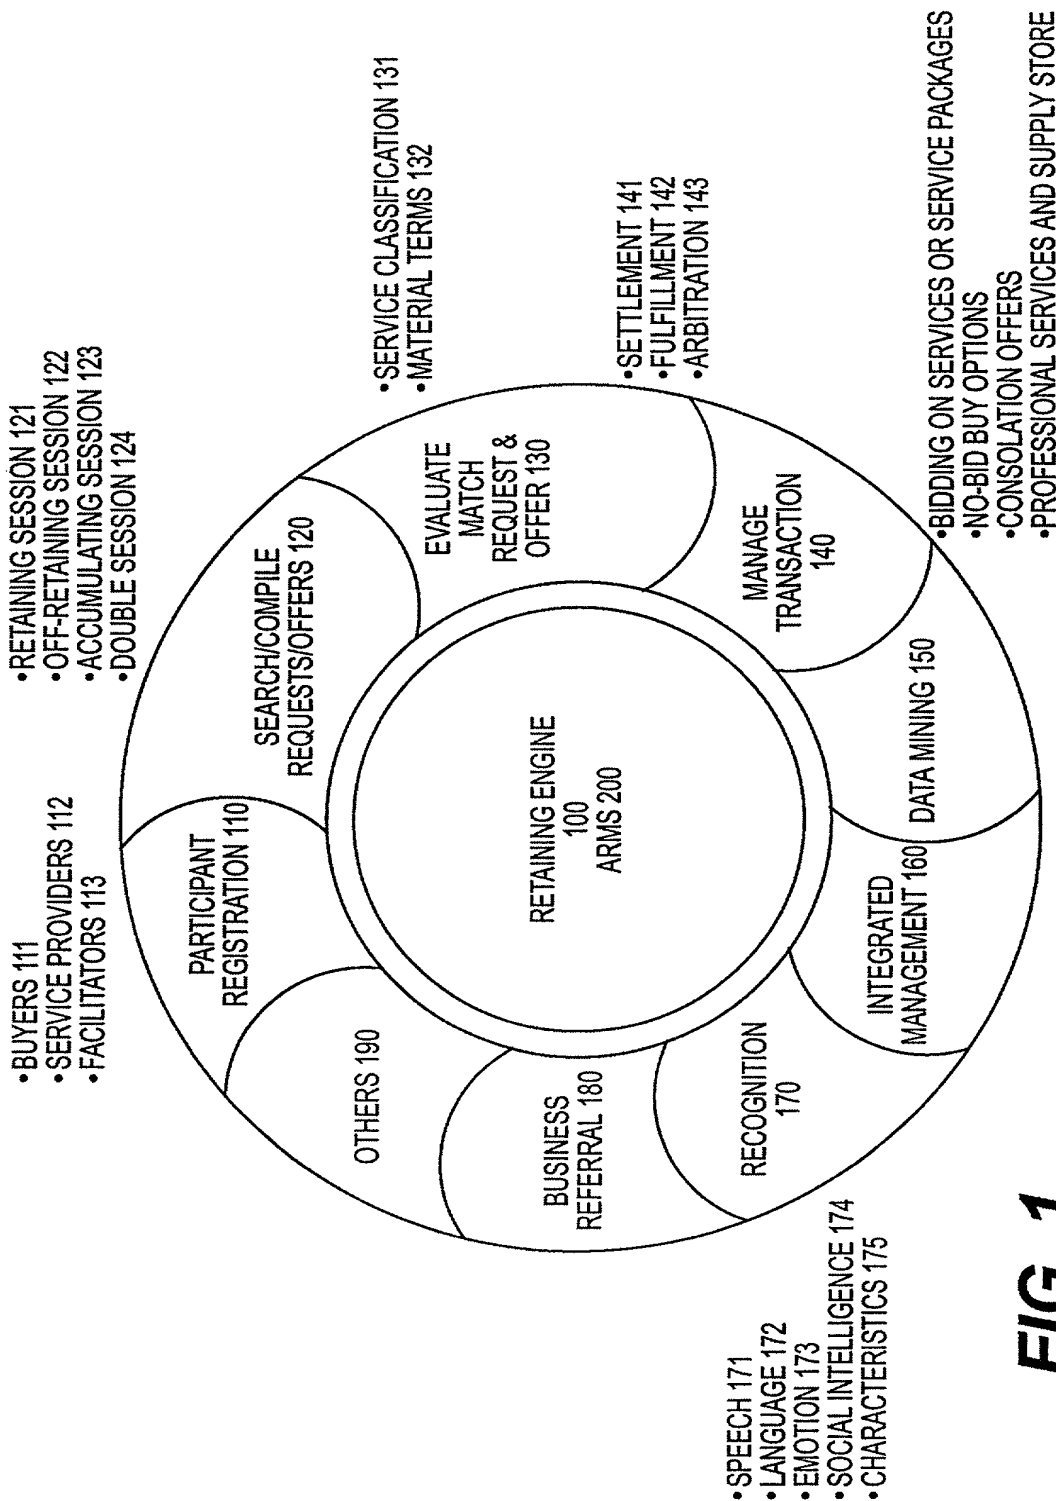 •BUYERS 111
•SERVICE PROVIDERS 112
•FACILITATORS 113
•RETAINING SESSION 121
•OFF-RETAINING SESSION 122
•ACCUMULATING SESSION 123
•DOUBLE SESSION 124
•SERVICE CLASSIFICATION 131
•MATERIAL TERMS 132
•SETTLEMENT 141
•FULFILLMENT 142
•ARBITRATION 143
•BIDDING ON SERVICES OR SERVICE PACKAGES
•NO-BID BUY OPTIONS
•CONSOLATION OFFERS
•PROFESSIONAL SERVICES AND SUPPLY STORE
PARTICIPANT
REGISTRATION 110
SEARCH/COMPILE
REQUESTS/OFFERS 120
EVALUATE
MATCH
REQUEST &
OFFER 130
MANAGE
TRANSACTION
140
DATA MINING 150
INTEGRATED
MANAGEMENT 160
RECOGNITION
170
BUSINESS
REFERRAL 180
OTHERS 190
RETAINING ENGINE
100
ARMS 200
•SPEECH 171
•LANGUAGE 172
•EMOTION 173
•SOCIAL INTELLIGENCE 174
•CHARACTERISTICS 175
FIG. 1